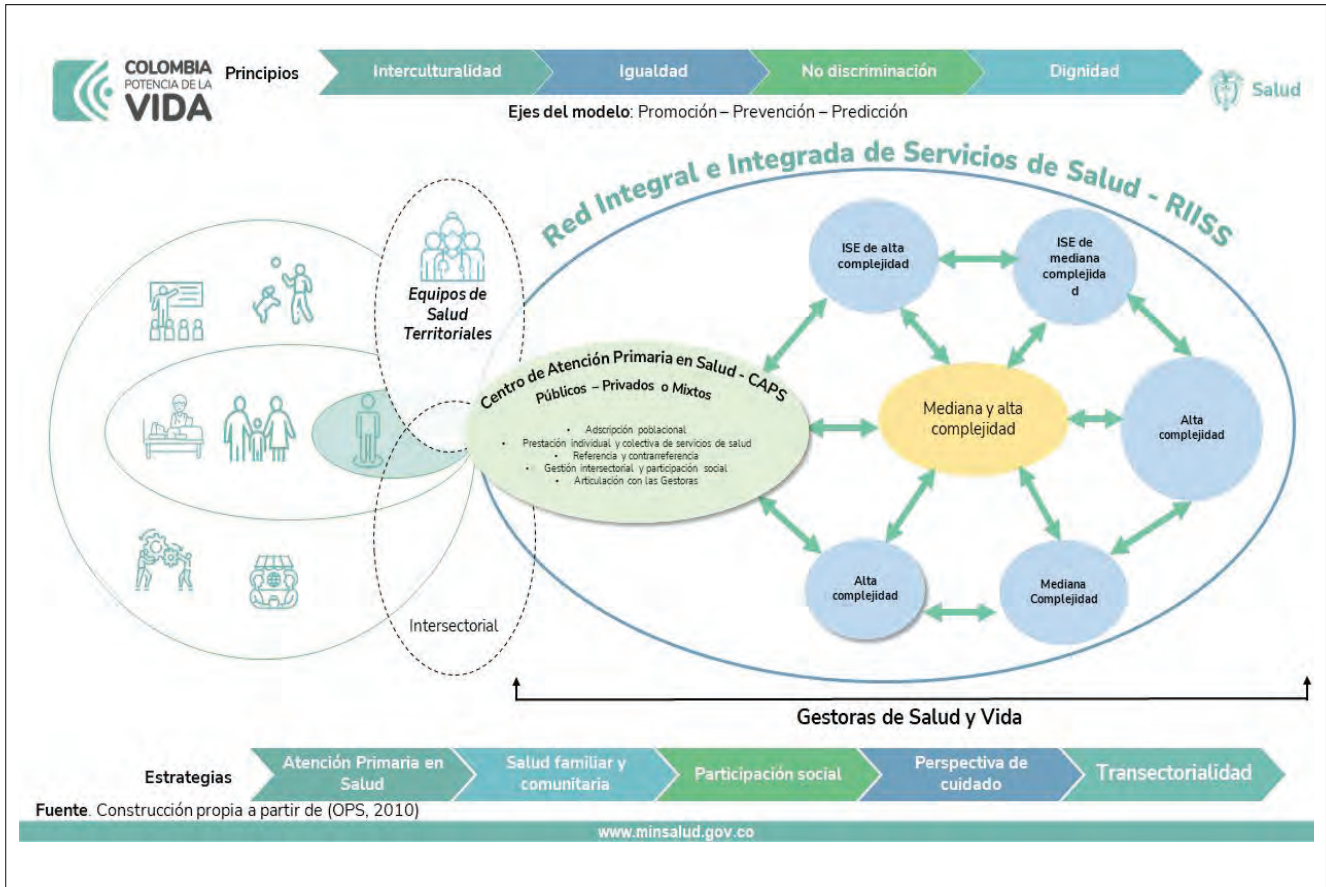 COLOMBIA
POTENCIA DE LA
VIDA
Principios
Interculturalidad
Igualdad
No discriminación
Dignidad
Salud
Ejes del modelo: Promoción – Prevención – Predicción
Red Integral e Integrada de Servicios de Salud - RIISS
Equipos de
Salud
Territoriales
ISE de alta
complejidad
ISE de
mediana
complejida
d
Centro de Atención Primaria en Salud - CAPS
Públicos – Privados o Mixtos
• Adscripción poblacional
• Prestación individual y colectiva de servicios de salud
• Referencia y contrarreferencia
• Gestión intersectorial y participación social
• Articulación con las Gestoras
Mediana y alta
complejidad
Alta
complejidad
Alta
complejidad
Mediana
Complejidad
Intersectorial
Gestoras de Salud y Vida
Estrategias
Atención Primaria en
Salud
Salud familiar y
comunitaria
Participación social
Perspectiva de
cuidado
Transectorialidad
Fuente. Construcción propia a partir de (OPS, 2010)
www.minsalud.gov.co